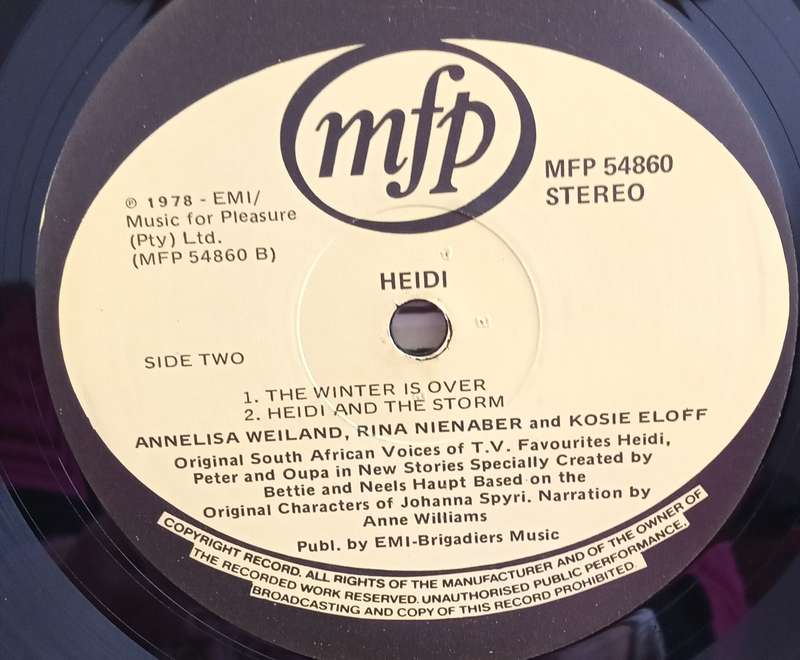 mfp
MFP 54860
STEREO
℗ 1978 - EMI/
Music for Pleasure
(Pty) Ltd.
(MFP 54860 B)
HEIDI
SIDE TWO
1. THE WINTER IS OVER
2. HEIDI AND THE STORM
ANNELISA WEILAND, RINA NIENABER and KOSIE ELOFF
Original South African Voices of T.V. Favourites Heidi,
Peter and Oupa in New Stories Specially Created by
Bettie and Neels Haupt Based on the
Original Characters of Johanna Spyri. Narration by
Anne Williams
Publ. by EMI-Brigadiers Music
COPYRIGHT RECORD. ALL RIGHTS OF THE MANUFACTURER AND OF THE OWNER OF
THE RECORDED WORK RESERVED. UNAUTHORISED PUBLIC PERFORMANCE.
BROADCASTING AND COPY OF THIS RECORD PROHIBITED